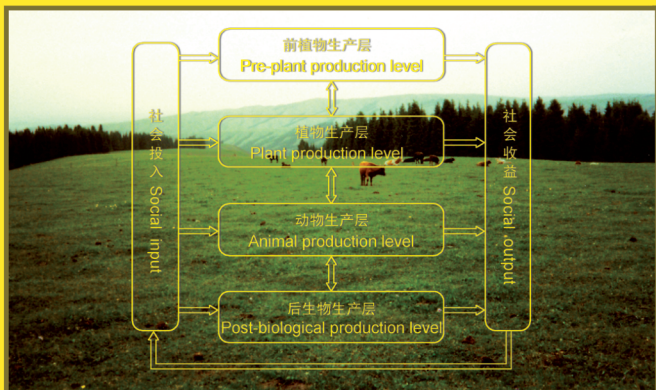 前植物生产层
Pre-plant production level
社会投入 Social input
社会收益 Social output
植物生产层
Plant production level
动物生产层
Animal production level
后生物生产层
Post-biological production level